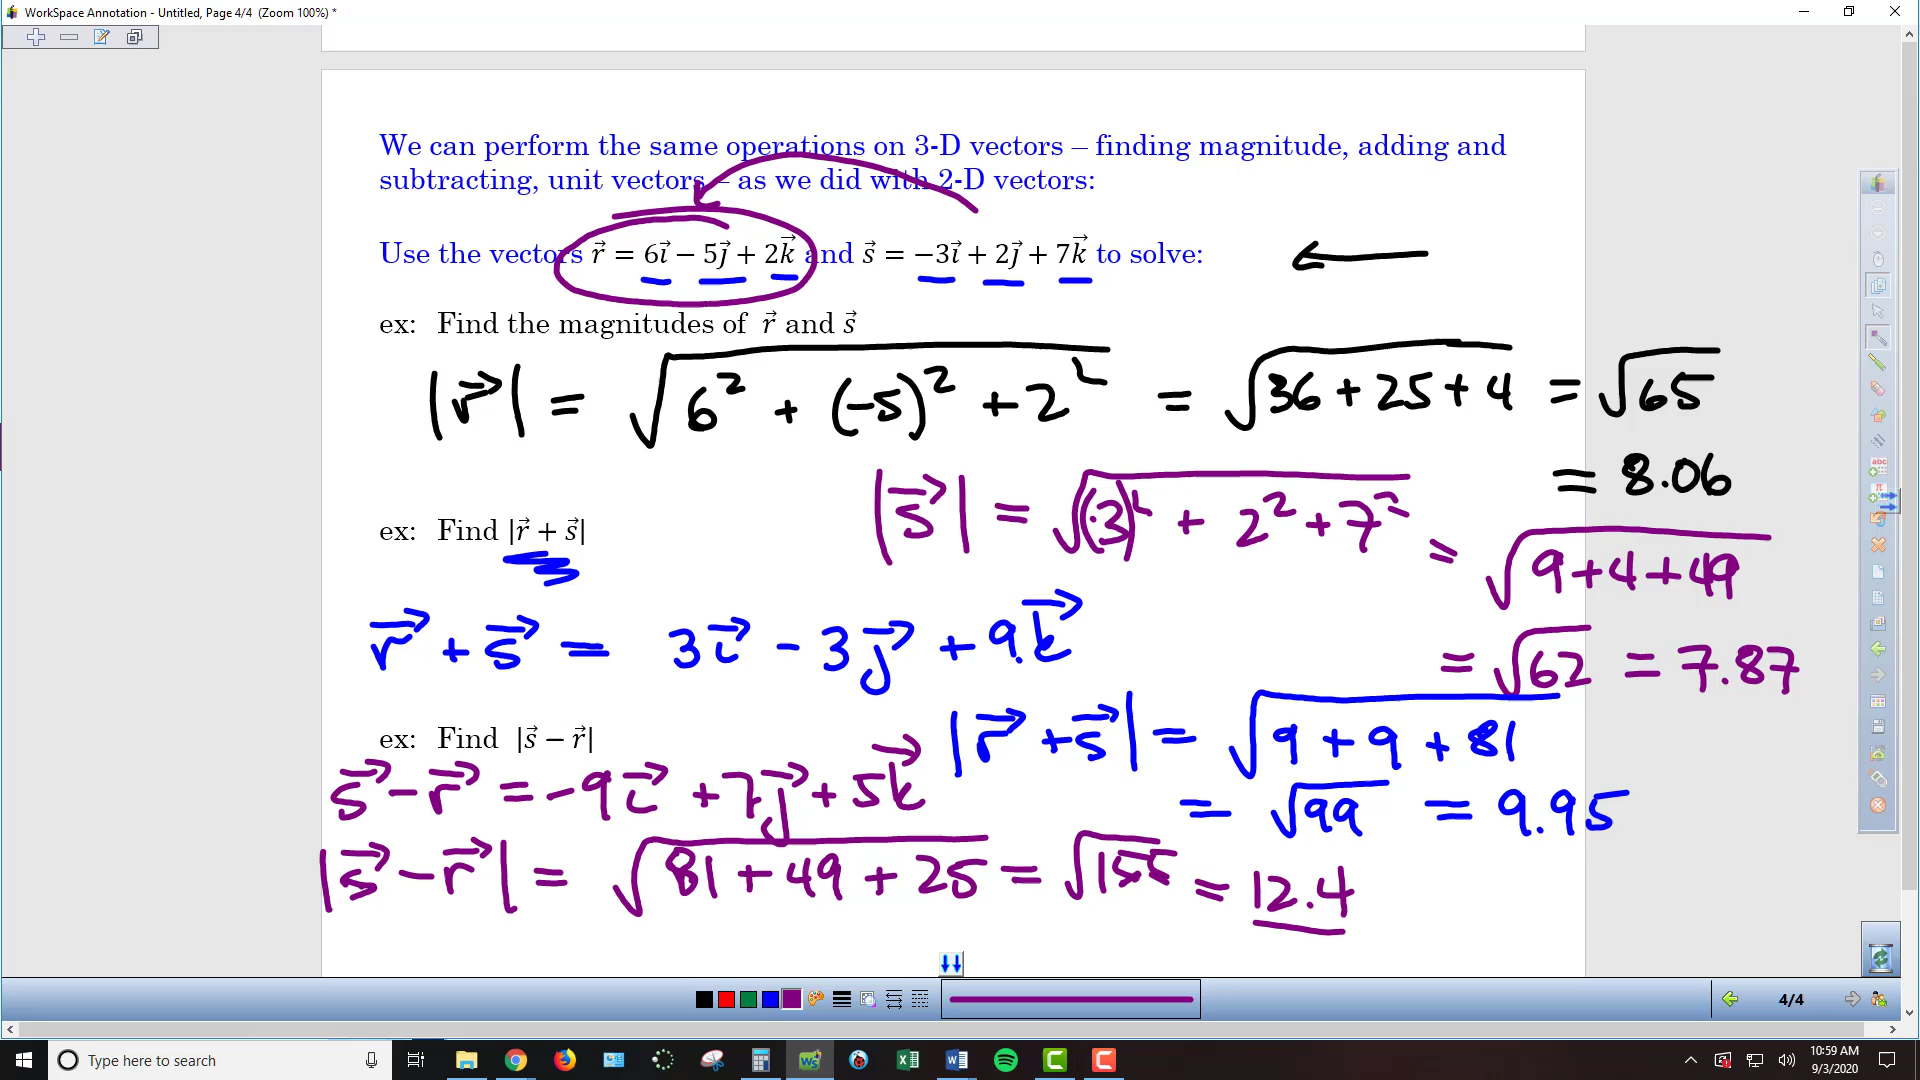 WorkSpace Annotation - Untitled, Page 4/4 (Zoom 100%) *
We can perform the same operations on 3-D vectors – finding magnitude, adding and
subtracting, unit vectors – as we did with 2-D vectors:
Use the vectors r⃗ = 6i⃗ − 5j⃗ + 2k⃗ and s⃗ = −3i⃗ + 2j⃗ + 7k⃗ to solve:
ex: Find the magnitudes of r⃗ and s⃗
|r⃗| = √(6² + (-5)² + 2²) = √(36 + 25 + 4) = √65
= 8.06
|s⃗| = √((-3)² + 2² + 7²)
= √(9 + 4 + 49)
= √62 = 7.87
ex: Find |r⃗ + s⃗|
r⃗ + s⃗ = 3i⃗ - 3j⃗ + 9k⃗
|r⃗ + s⃗| = √(9 + 9 + 81)
= √99 = 9.95
ex: Find |s⃗ − r⃗|
s⃗ - r⃗ = -9i⃗ + 7j⃗ + 5k⃗
|s⃗ - r⃗| = √(81 + 49 + 25) = √155 = 12.4
4/4
Type here to search
10:59 AM
9/3/2020